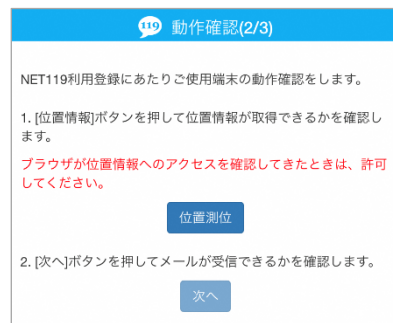 119 動作確認(2/3)
NET119利用登録にあたりご使用端末の動作確認をします。
1. [位置情報]ボタンを押して位置情報が取得できるかを確認し
ます。
ブラウザが位置情報へのアクセスを確認してきたときは、許可
してください。
位置測位
2. [次へ]ボタンを押してメールが受信できるかを確認します。
次へ